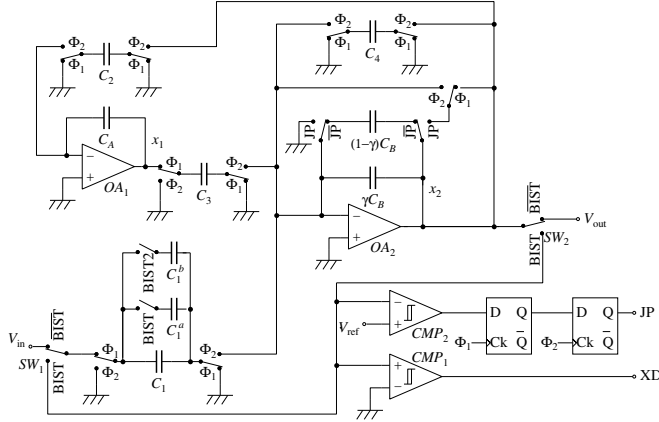 Φ2 Φ2
Φ1 C2 Φ1
Φ2 Φ2
Φ1 C4 Φ1
CA x1
−
+
OA1
Φ1 Φ2
Φ2 C3 Φ1
JP JP JP JP
Φ2 Φ1
(1−γ)CB
γCB x2
−
+
OA2
BIST
BIST
SW2
Vout
BIST2 C1b
BIST C1a
Vin
BIST
BIST
SW1
Φ1 Φ2
Φ2 C1 Φ1
Vref
−
+
CMP2
D Q
Ck Q
Φ1
D Q
Ck Q
Φ2
JP
+
−
CMP1
XD